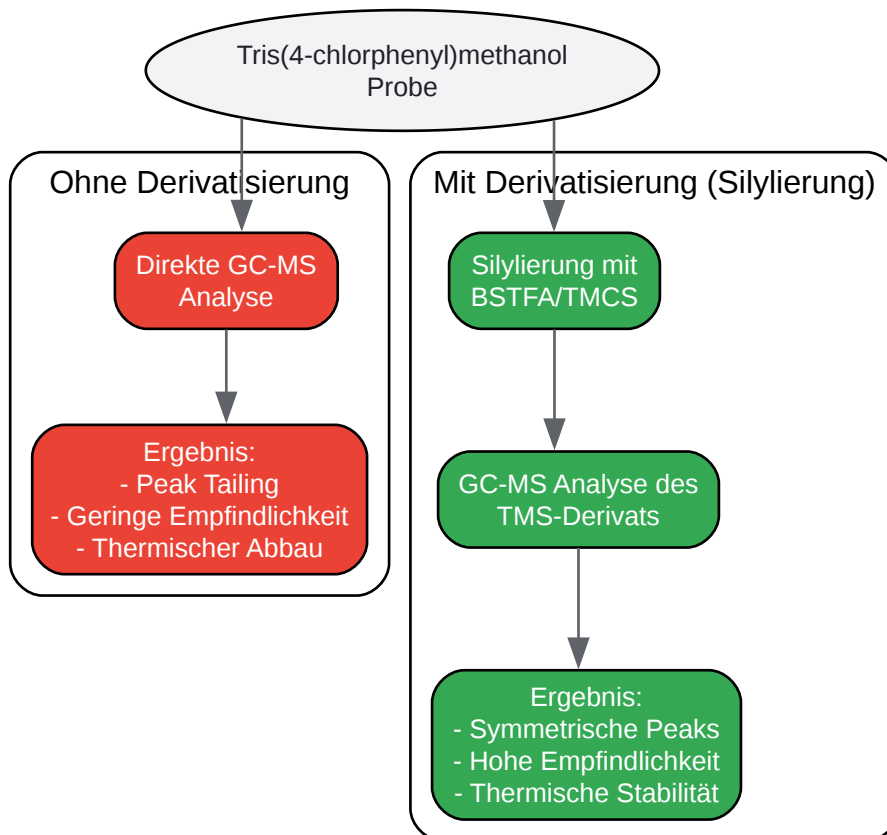 Tris(4-chlorphenyl)methanol
Probe
Ohne Derivatisierung
Direkte GC-MS
Analyse
Ergebnis:
- Peak Tailing
- Geringe Empfindlichkeit
- Thermischer Abbau
Mit Derivatisierung (Silylierung)
Silylierung mit
BSTFA/TMCS
GC-MS Analyse des
TMS-Derivats
Ergebnis:
- Symmetrische Peaks
- Hohe Empfindlichkeit
- Thermische Stabilität